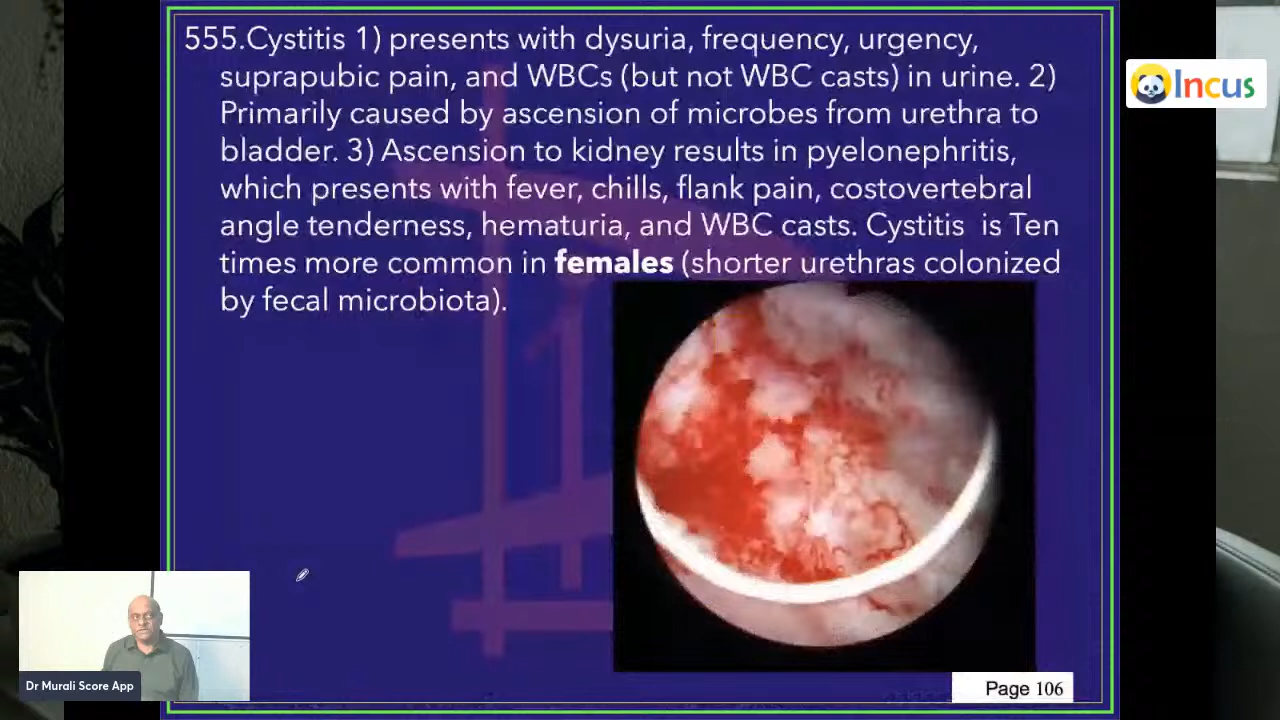 555.Cystitis 1) presents with dysuria, frequency, urgency,
suprapubic pain, and WBCs (but not WBC casts) in urine. 2)
Primarily caused by ascension of microbes from urethra to
bladder. 3) Ascension to kidney results in pyelonephritis,
which presents with fever, chills, flank pain, costovertebral
angle tenderness, hematuria, and WBC casts. Cystitis is Ten
times more common in females (shorter urethras colonized
by fecal microbiota).
Incus
Dr Murali Score App
Page 106